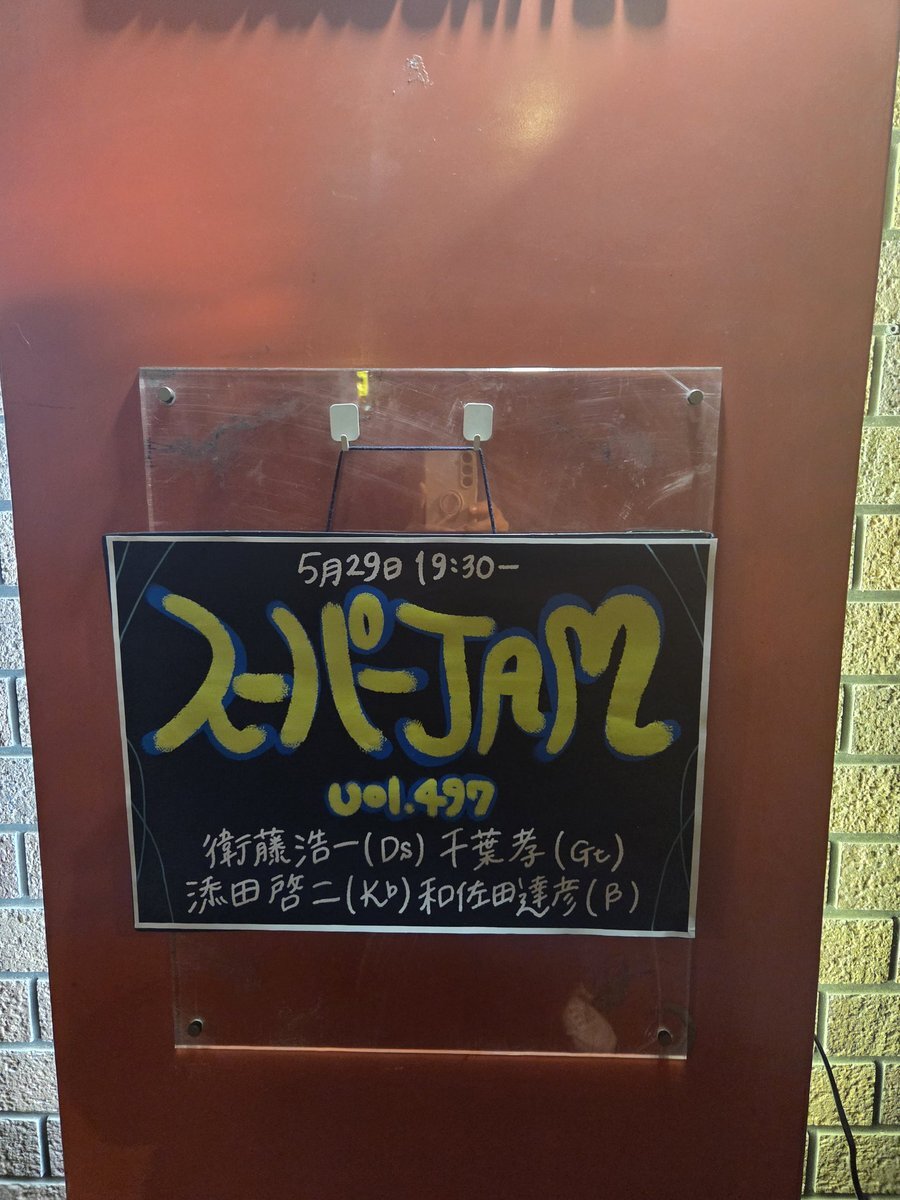 5月29日 19:30-
スーパーJAM
vol.497
衛藤浩一(Ds) 千葉孝(Gt)
添田啓二(Kb) 和佐田達彦(B)